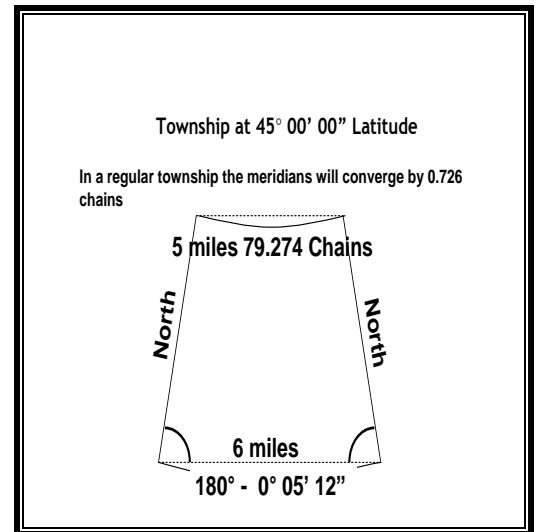 Township at 45° 00’ 00” Latitude
In a regular township the meridians will converge by 0.726
chains
5 miles 79.274 Chains
North
North
6 miles
180° - 0° 05’ 12”